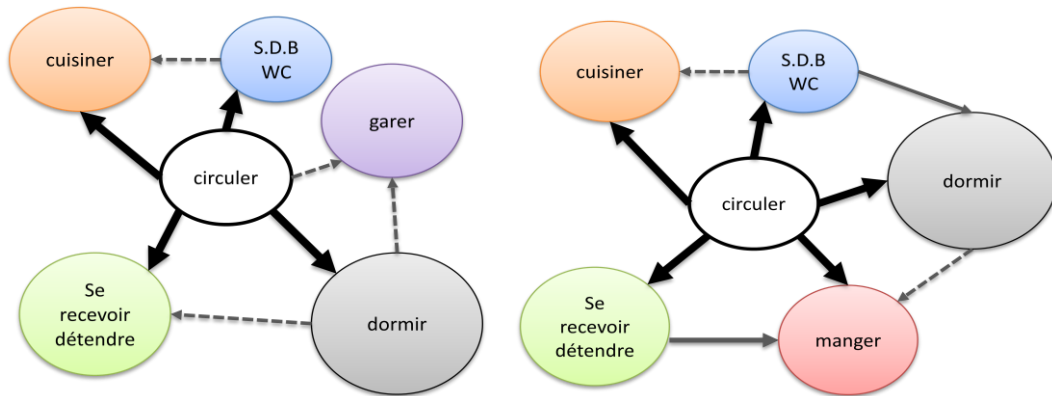 cuisiner
S.D.B
WC
garer
circuler
Se
recevoir
détendre
dormir
cuisiner
S.D.B
WC
dormir
circuler
Se
recevoir
détendre
manger